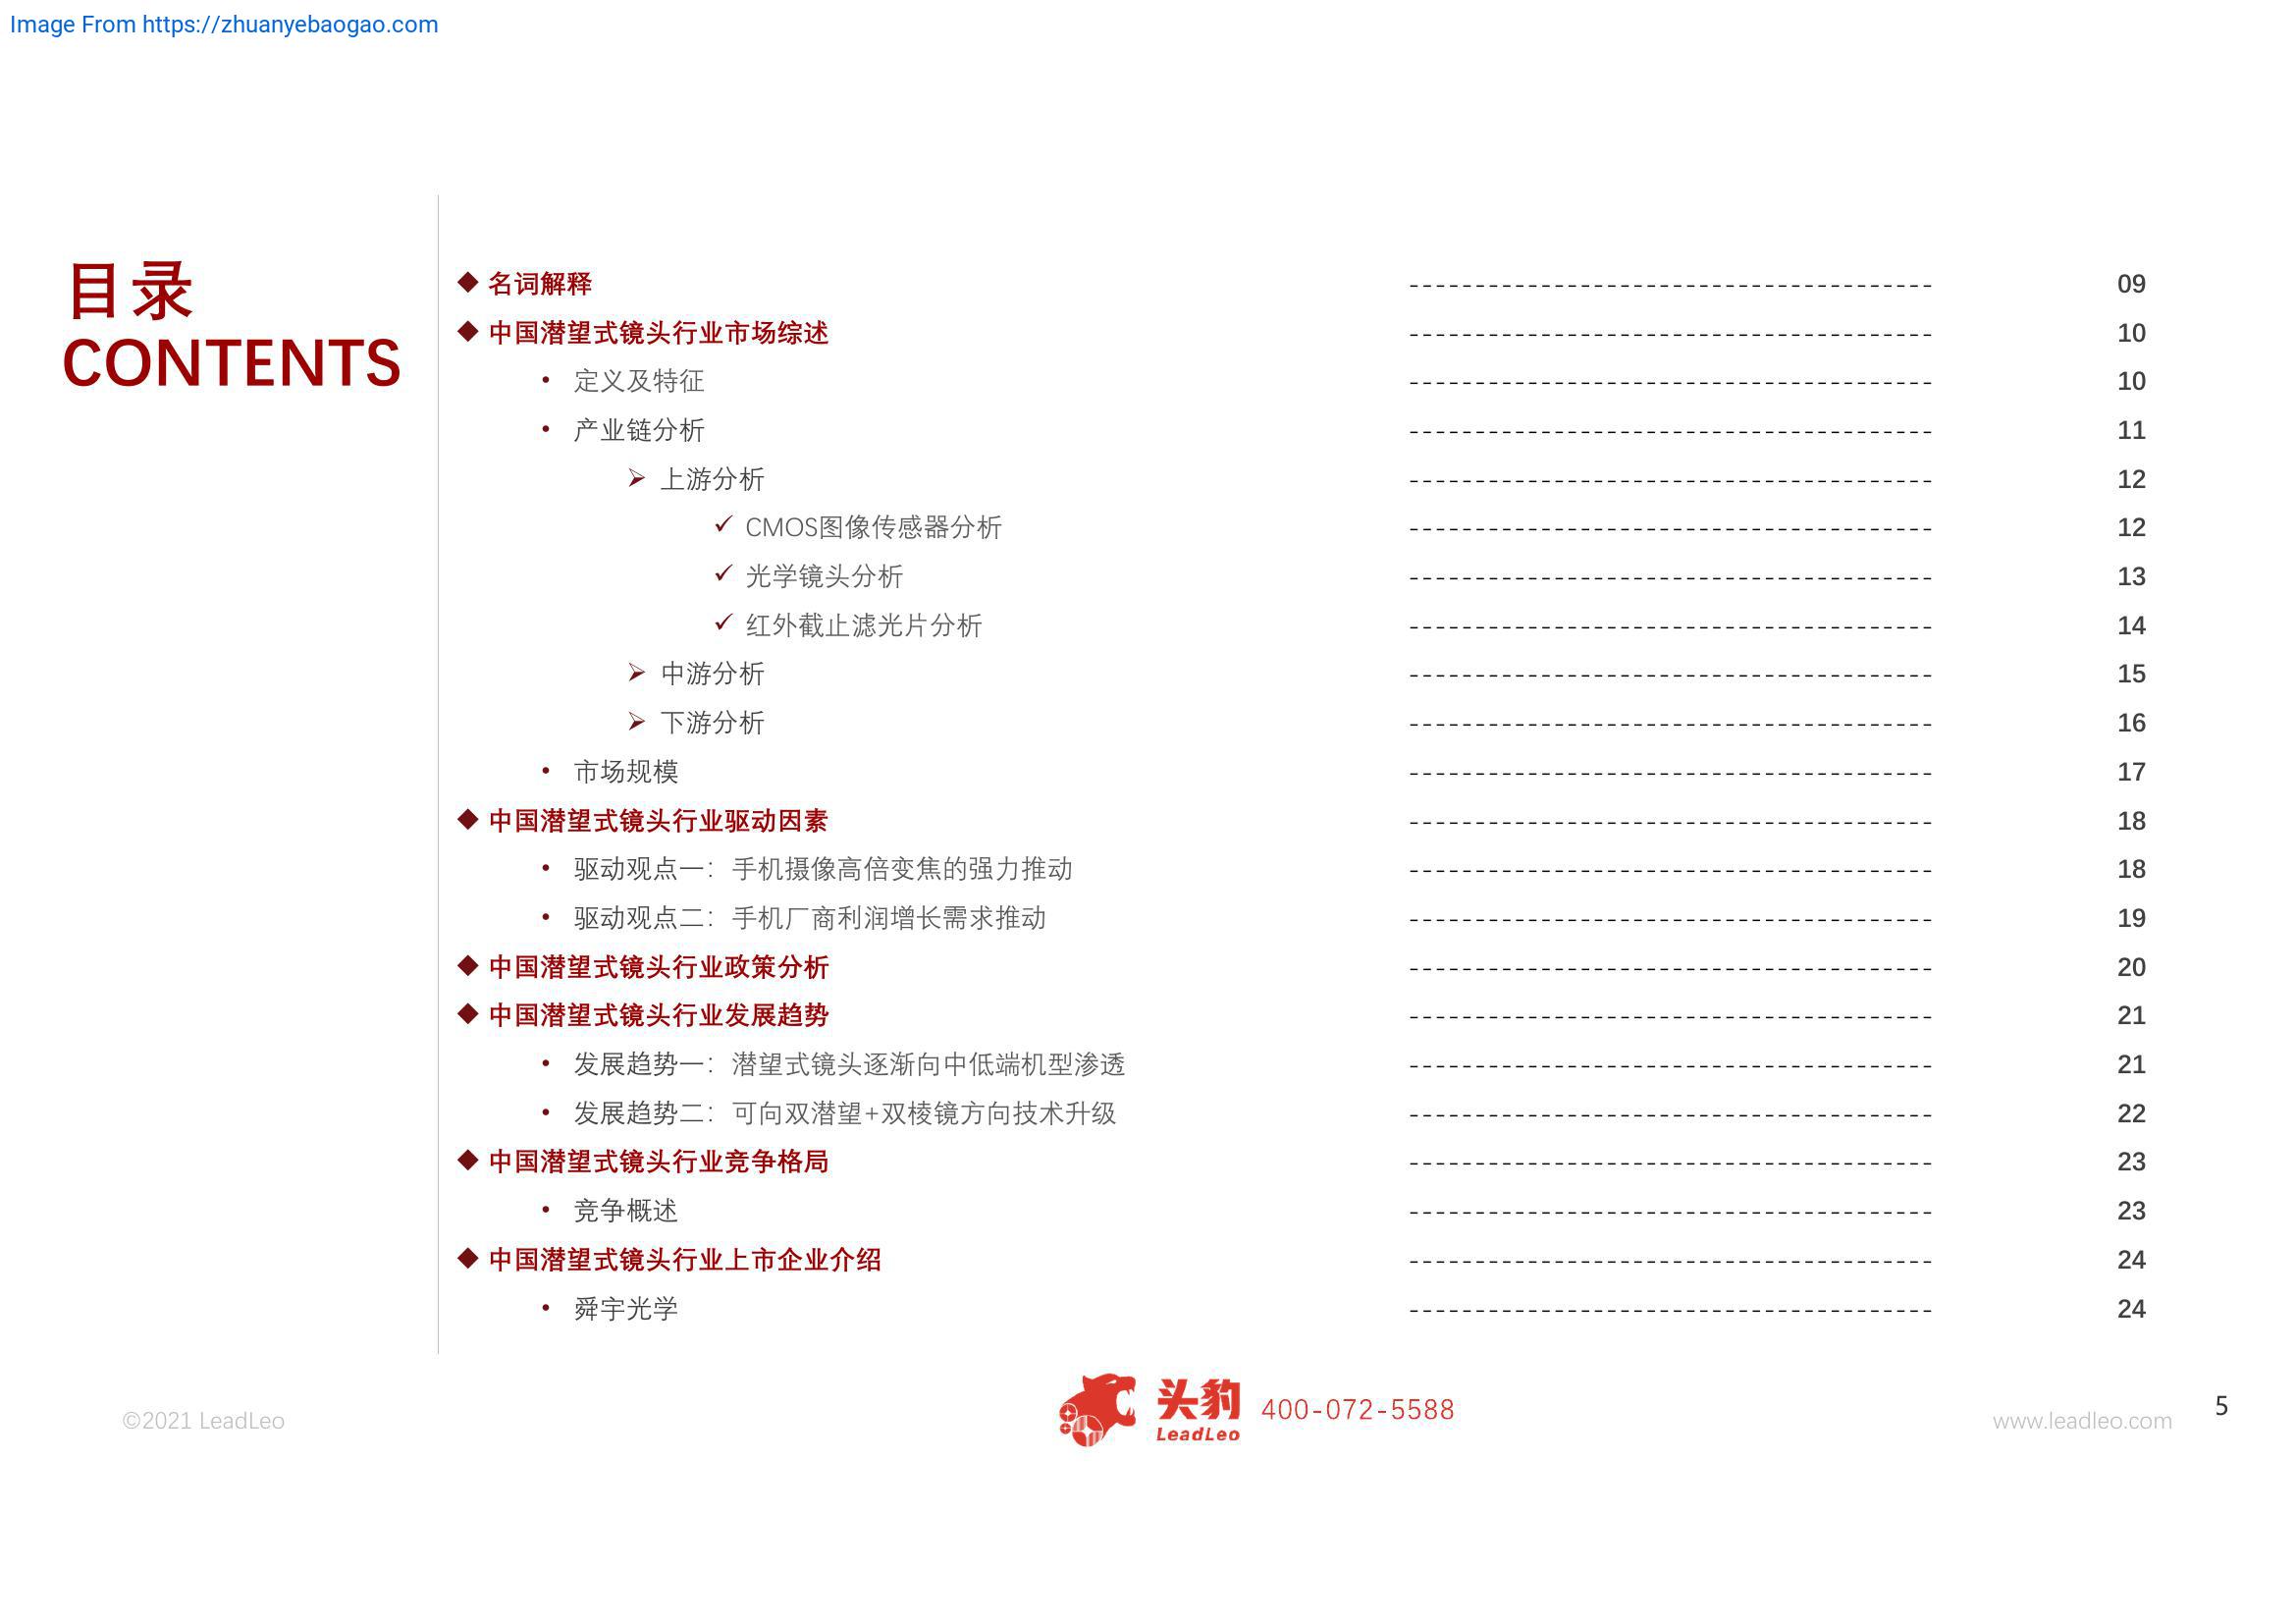 Image From https://zhuanyebaogao.com
目录
CONTENTS
◆ 名词解释 ---------------------------------------- 09
◆ 中国潜望式镜头行业市场综述 ---------------------------------------- 10
• 定义及特征 ---------------------------------------- 10
• 产业链分析 ---------------------------------------- 11
➢ 上游分析 ---------------------------------------- 12
✓ CMOS图像传感器分析 ---------------------------------------- 12
✓ 光学镜头分析 ---------------------------------------- 13
✓ 红外截止滤光片分析 ---------------------------------------- 14
➢ 中游分析 ---------------------------------------- 15
➢ 下游分析 ---------------------------------------- 16
• 市场规模 ---------------------------------------- 17
◆ 中国潜望式镜头行业驱动因素 ---------------------------------------- 18
• 驱动观点一：手机摄像高倍变焦的强力推动 ---------------------------------------- 18
• 驱动观点二：手机厂商利润增长需求推动 ---------------------------------------- 19
◆ 中国潜望式镜头行业政策分析 ---------------------------------------- 20
◆ 中国潜望式镜头行业发展趋势 ---------------------------------------- 21
• 发展趋势一：潜望式镜头逐渐向中低端机型渗透 ---------------------------------------- 21
• 发展趋势二：可向双潜望+双棱镜方向技术升级 ---------------------------------------- 22
◆ 中国潜望式镜头行业竞争格局 ---------------------------------------- 23
• 竞争概述 ---------------------------------------- 23
◆ 中国潜望式镜头行业上市企业介绍 ---------------------------------------- 24
• 舜宇光学 ---------------------------------------- 24
©2021 LeadLeo
头豹
LeadLeo
400-072-5588
www.leadleo.com
5